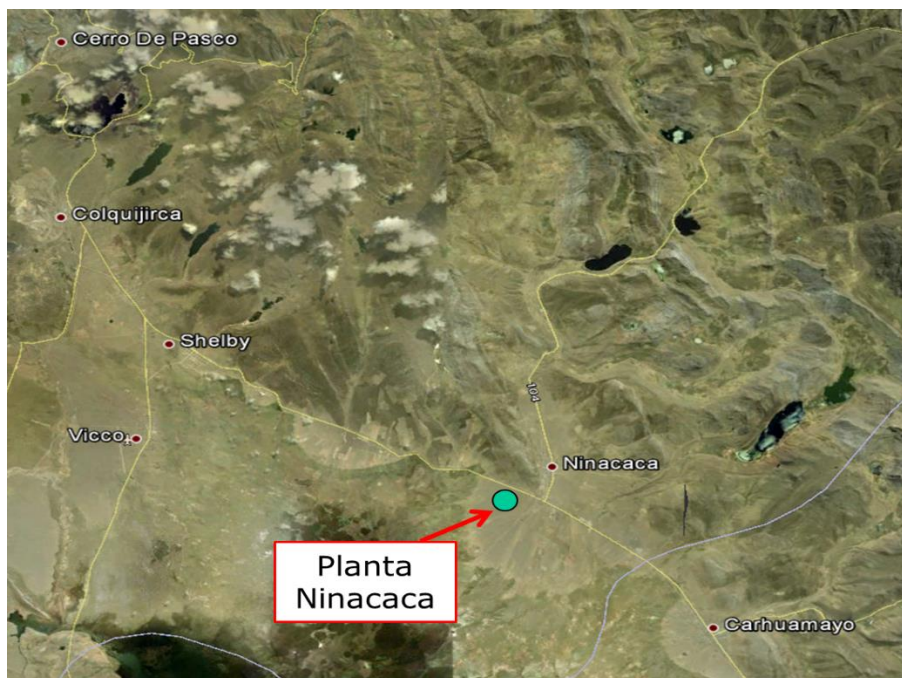 Cerro De Pasco
Colquijirca
Shelby
Vicco
104
Ninacaca
Planta
Ninacaca
Carhuamayo